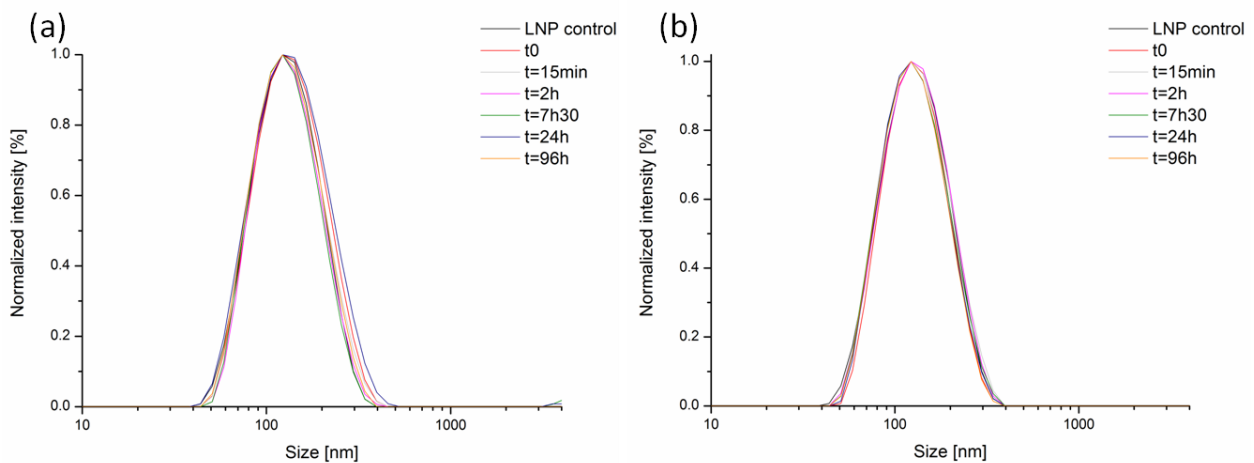 (a)
LNP control
t0
t=15min
t=2h
t=7h30
t=24h
t=96h
Normalized intensity [%]
1.0
0.8
0.6
0.4
0.2
0.0
10
100
1000
Size [nm]
(b)
LNP control
t0
t=15min
t=2h
t=7h30
t=24h
t=96h
Normalized intensity [%]
1.0
0.8
0.6
0.4
0.2
0.0
10
100
1000
Size [nm]